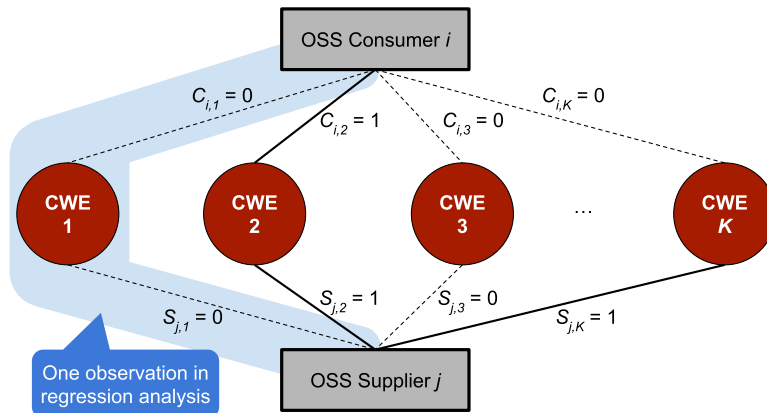 OSS Consumer i
C_{i,1} = 0
C_{i,2} = 1
C_{i,3} = 0
C_{i,K} = 0
CWE
1
CWE
2
CWE
3
...
CWE
K
S_{j,1} = 0
S_{j,2} = 1
S_{j,3} = 0
S_{j,K} = 1
OSS Supplier j
One observation in
regression analysis